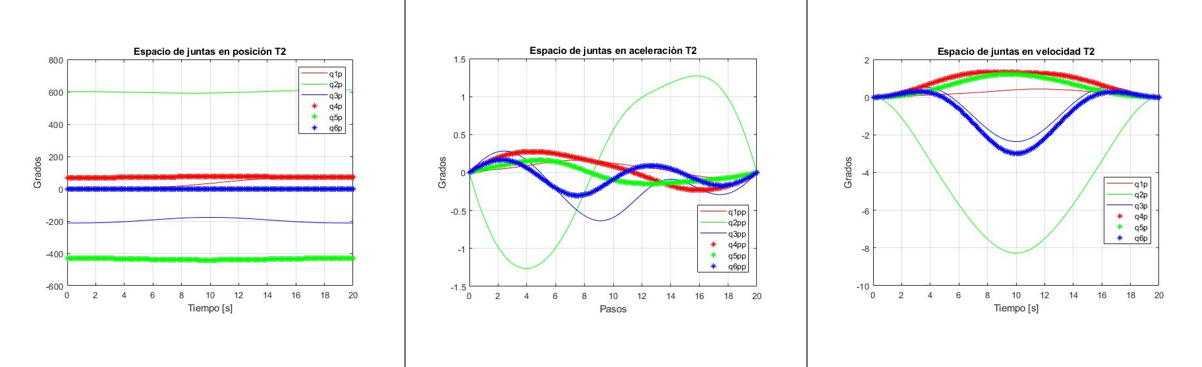 Espacio de juntas en posición T2
800
600
400
200
0
-200
-400
-600
Grados
0 2 4 6 8 10 12 14 16 18 20
Tiempo [s]
q1p
q2p
q3p
q4p
q5p
q6p
Espacio de juntas en aceleración T2
1.5
1
0.5
0
-0.5
-1
-1.5
Grados
0 2 4 6 8 10 12 14 16 18 20
Pasos
q1pp
q2pp
q3pp
q4pp
q5pp
q6pp
Espacio de juntas en velocidad T2
2
0
-2
-4
-6
-8
-10
Grados
0 2 4 6 8 10 12 14 16 18 20
Tiempo [s]
q1p
q2p
q3p
q4p
q5p
q6p